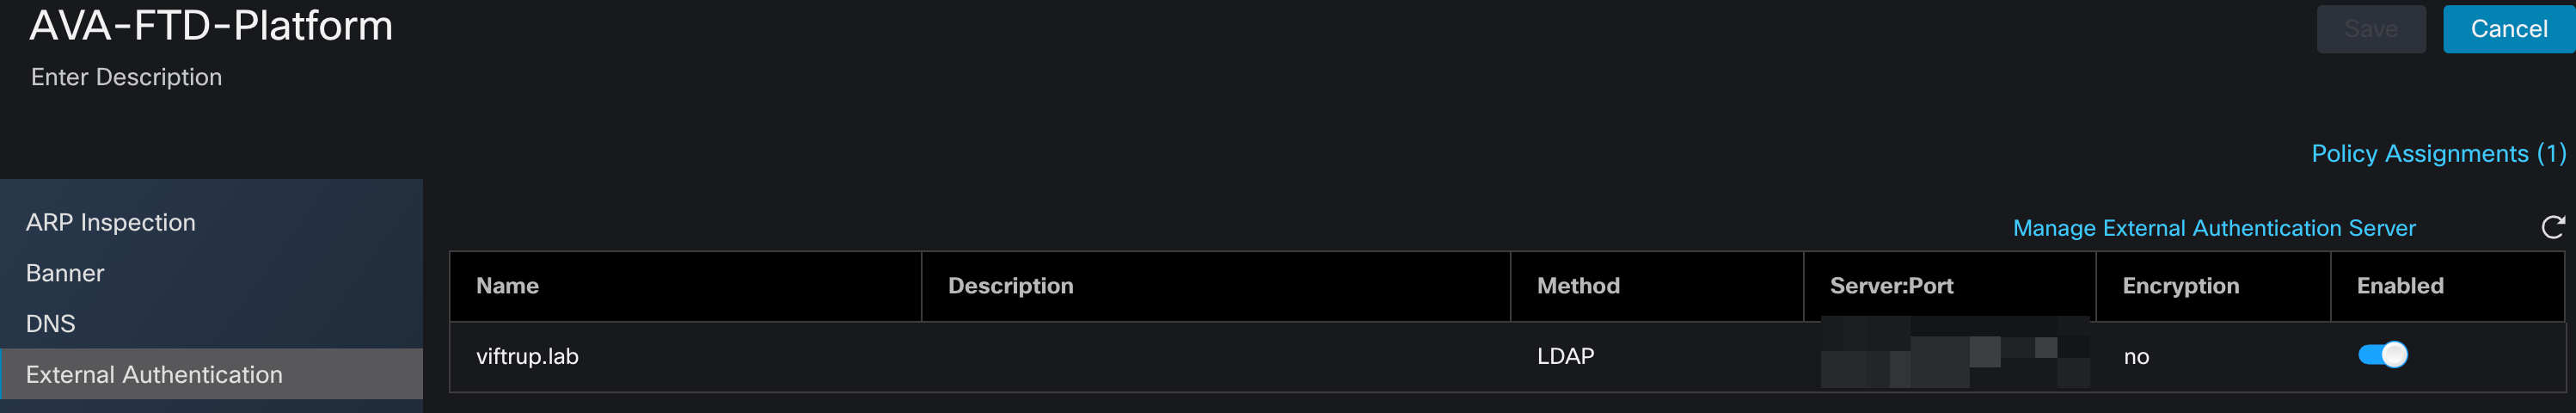 AVA-FTD-Platform
Save
Cancel
Enter Description
Policy Assignments (1)
ARP Inspection
Banner
DNS
External Authentication
Manage External Authentication Server
Name Description Method Server:Port Encryption Enabled
viftrup.lab LDAP no